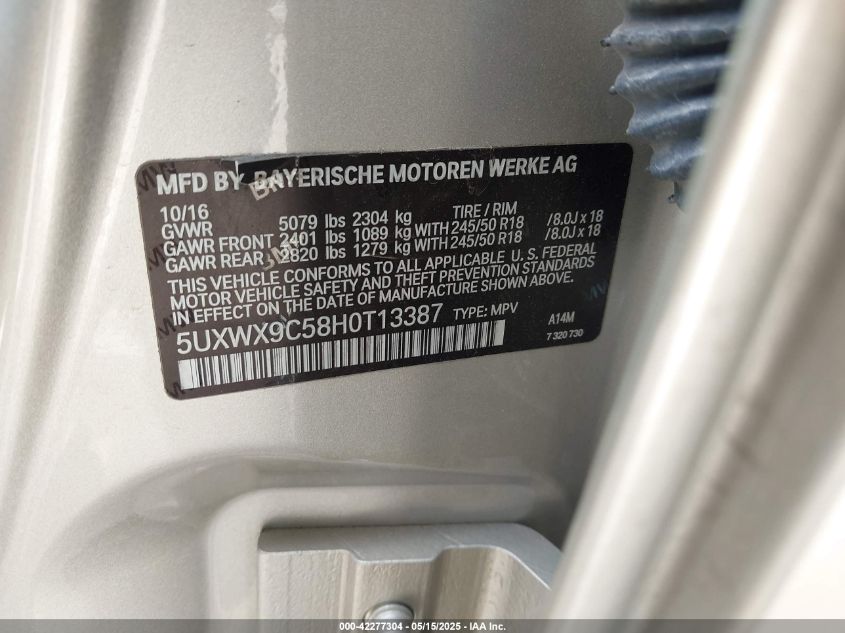 MFD BY BAYERISCHE MOTOREN WERKE AG
10/16 TIRE / RIM
GVWR 5079 lbs 2304 kg
GAWR FRONT 2401 lbs 1089 kg WITH 245/50 R18 /8.0J x 18
GAWR REAR 2820 lbs 1279 kg WITH 245/50 R18 /8.0J x 18
THIS VEHICLE CONFORMS TO ALL APPLICABLE U. S. FEDERAL
MOTOR VEHICLE SAFETY AND THEFT PREVENTION STANDARDS
IN EFFECT ON THE DATE OF MANUFACTURE SHOWN ABOVE.
5UXWX9C58H0T13387 TYPE: MPV A14M
7 320 730
000-42277304 - 05/15/2025 - IAA Inc.